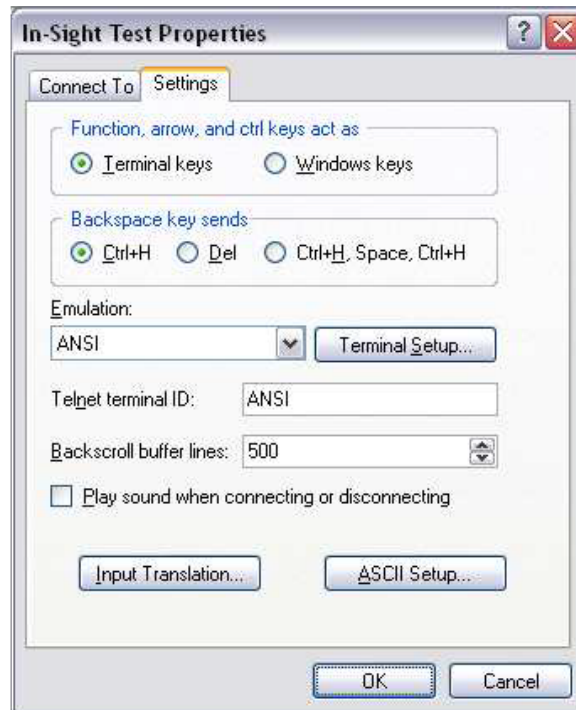 In-Sight Test Properties
Connect To Settings
Function, arrow, and ctrl keys act as
Terminal keys Windows keys
Backspace key sends
Ctrl+H Del Ctrl+H, Space, Ctrl+H
Emulation:
ANSI Terminal Setup...
Telnet terminal ID: ANSI
Backscroll buffer lines: 500
Play sound when connecting or disconnecting
Input Translation... ASCII Setup...
OK Cancel